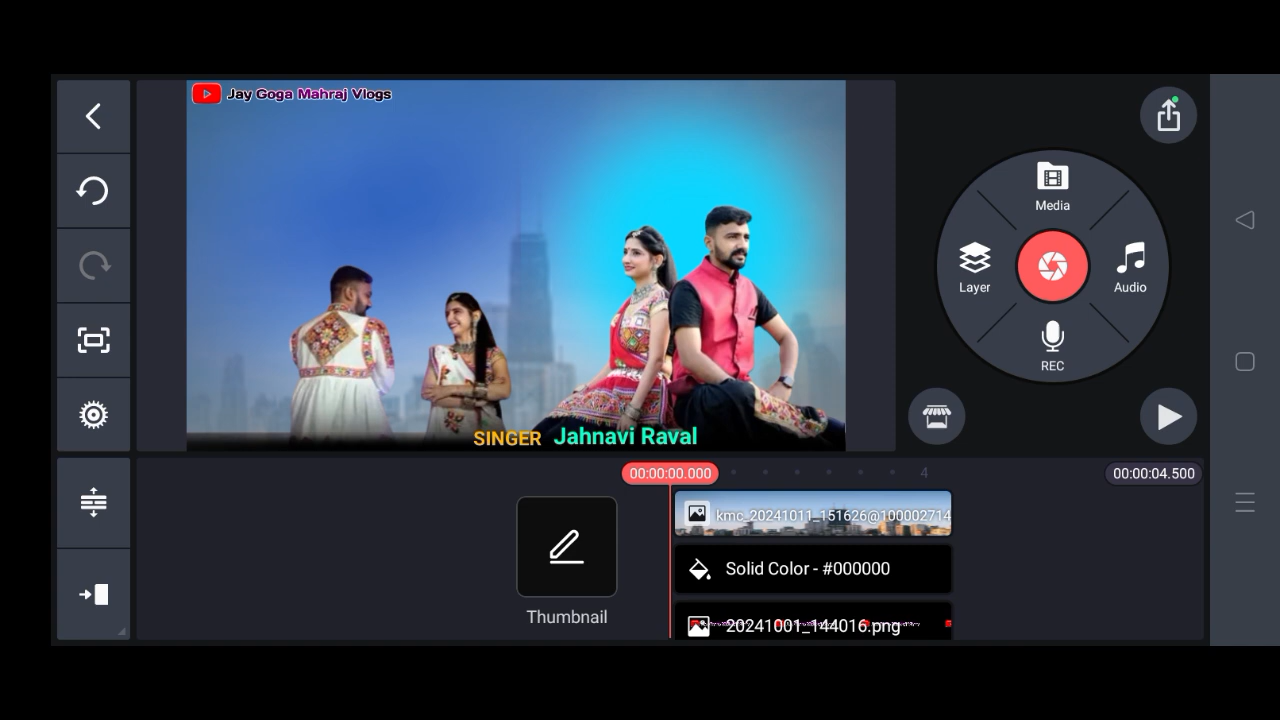 Jay Goga Mahraj Vlogs
Media
Layer
Audio
REC
SINGER Jahnavi Raval
00:00:00.000
4
00:00:04.500
kmc_20241011_151626@100002714
Solid Color - #000000
20241001_144016.png
Thumbnail